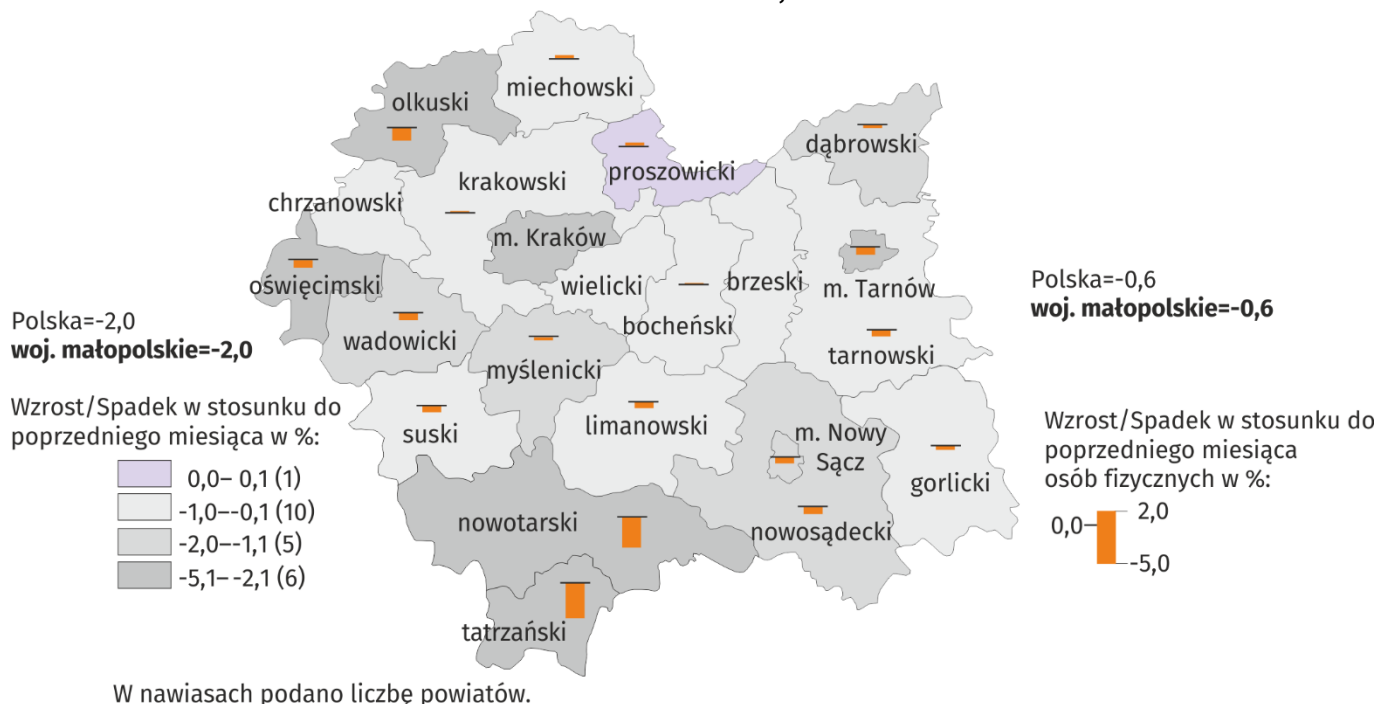 miechowski
olkuski
dąbrowski
proszowicki
krakowski
chrzanowski
m. Kraków
oświęcimski
wielicki
brzeski
m. Tarnów
bocheński
wadowicki
tarnowski
myślenicki
suski
limanowski
m. Nowy
Sącz
gorlicki
nowotarski
nowosądecki
tatrzański
Polska=-2,0
woj. małopolskie=-2,0
Wzrost/Spadek w stosunku do
poprzedniego miesiąca w %:
0,0– 0,1 (1)
-1,0–-0,1 (10)
-2,0–-1,1 (5)
-5,1–-2,1 (6)
Polska=-0,6
woj. małopolskie=-0,6
Wzrost/Spadek w stosunku do
poprzedniego miesiąca
osób fizycznych w %:
2,0
0,0
-5,0
W nawiasach podano liczbę powiatów.